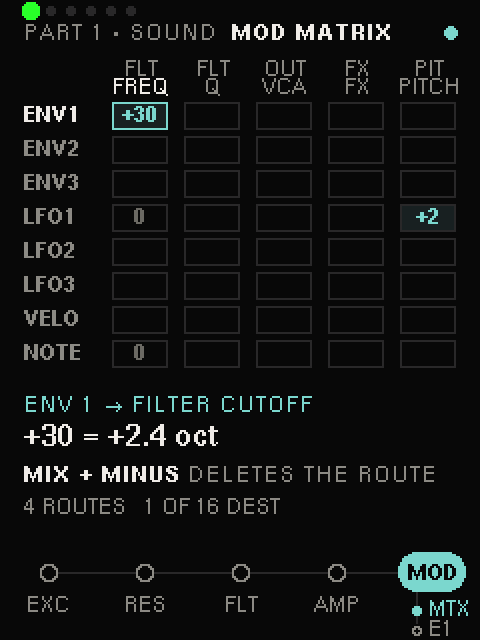 PART 1 · SOUND MOD MATRIX
FLT FLT OUT FX PIT
FREQ Q VCA FX PITCH
ENV1 +30
ENV2
ENV3
LFO1 0 +2
LFO2
LFO3
VELO
NOTE 0
ENV 1 → FILTER CUTOFF
+30 = +2.4 oct
MIX + MINUS DELETES THE ROUTE
4 ROUTES 1 OF 16 DEST
MOD
EXC RES FLT AMP
MTX
E1